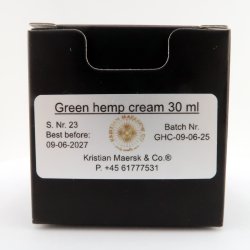 Green hemp cream 30 ml
S. Nr. 23
Best before:
09-06-2027
Batch Nr.
GHC-09-06-25
Kristian Maersk & Co.®
P. +45 61777531